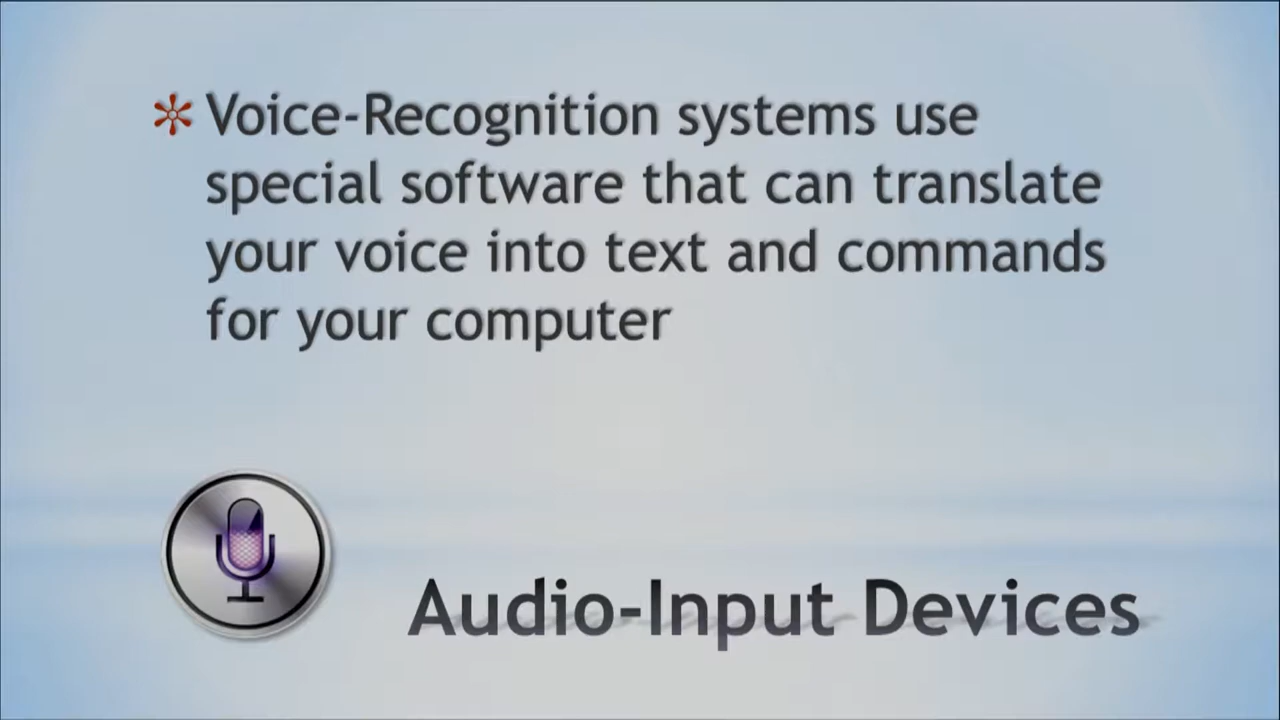 Voice-Recognition systems use
special software that can translate
your voice into text and commands
for your computer
Audio-Input Devices